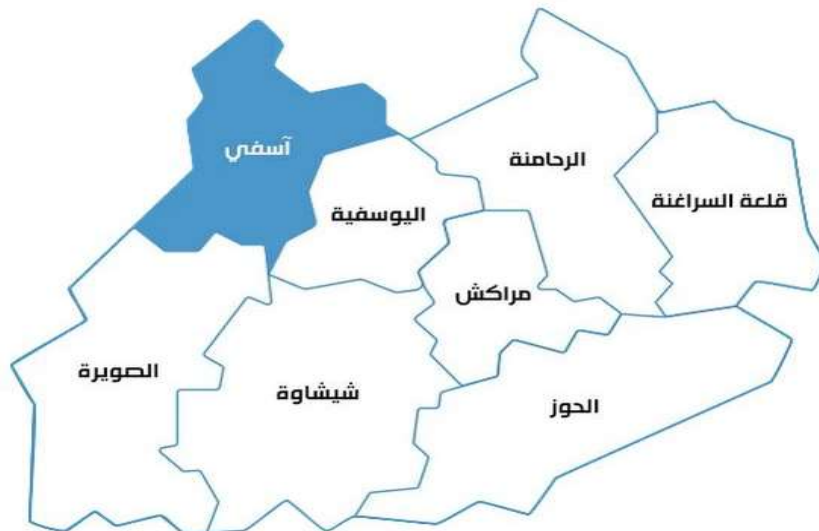 آسفي
الرحامنة
قلعة السراغنة
اليوسفية
مراكش
الصويرة
شيشاوة
الحوز